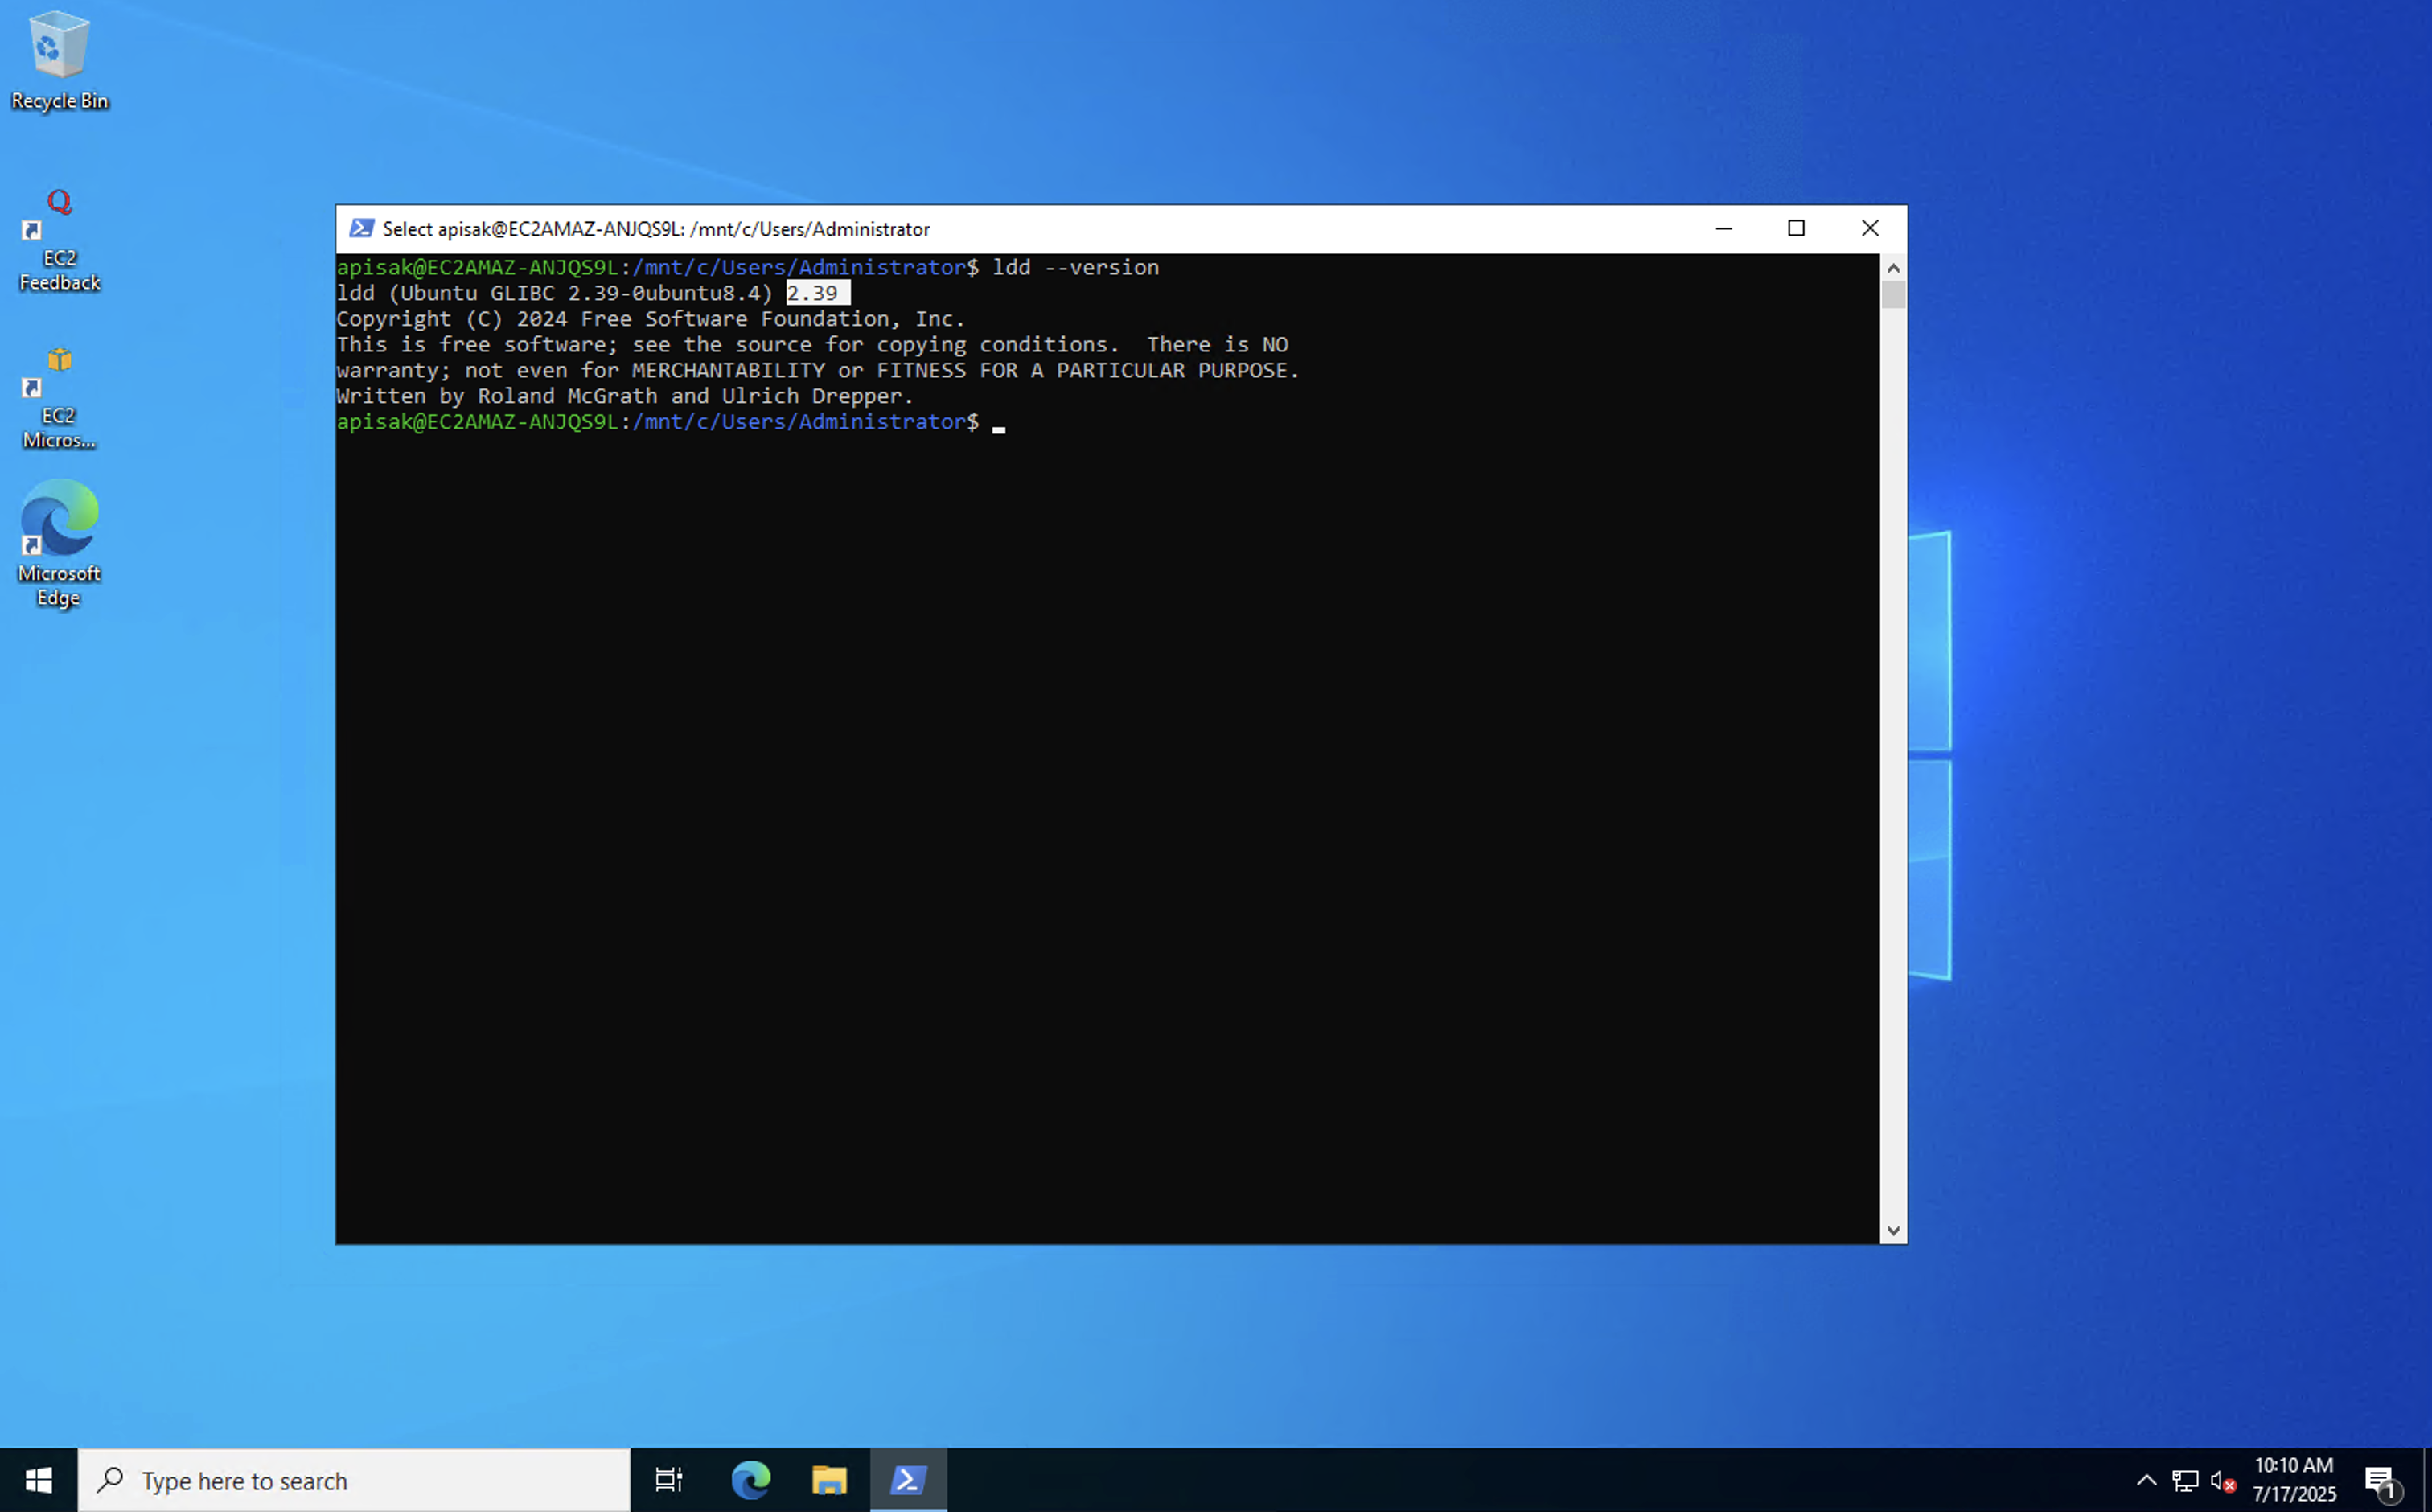 Recycle Bin
EC2
Feedback
EC2
Micros...
Microsoft
Edge
Select apisak@EC2AMAZ-ANJQS9L: /mnt/c/Users/Administrator
apisak@EC2AMAZ-ANJQS9L:/mnt/c/Users/Administrator$ ldd --version
ldd (Ubuntu GLIBC 2.39-0ubuntu8.4) 2.39
Copyright (C) 2024 Free Software Foundation, Inc.
This is free software; see the source for copying conditions.  There is NO
warranty; not even for MERCHANTABILITY or FITNESS FOR A PARTICULAR PURPOSE.
Written by Roland McGrath and Ulrich Drepper.
apisak@EC2AMAZ-ANJQS9L:/mnt/c/Users/Administrator$
Type here to search
10:10 AM
7/17/2025
1